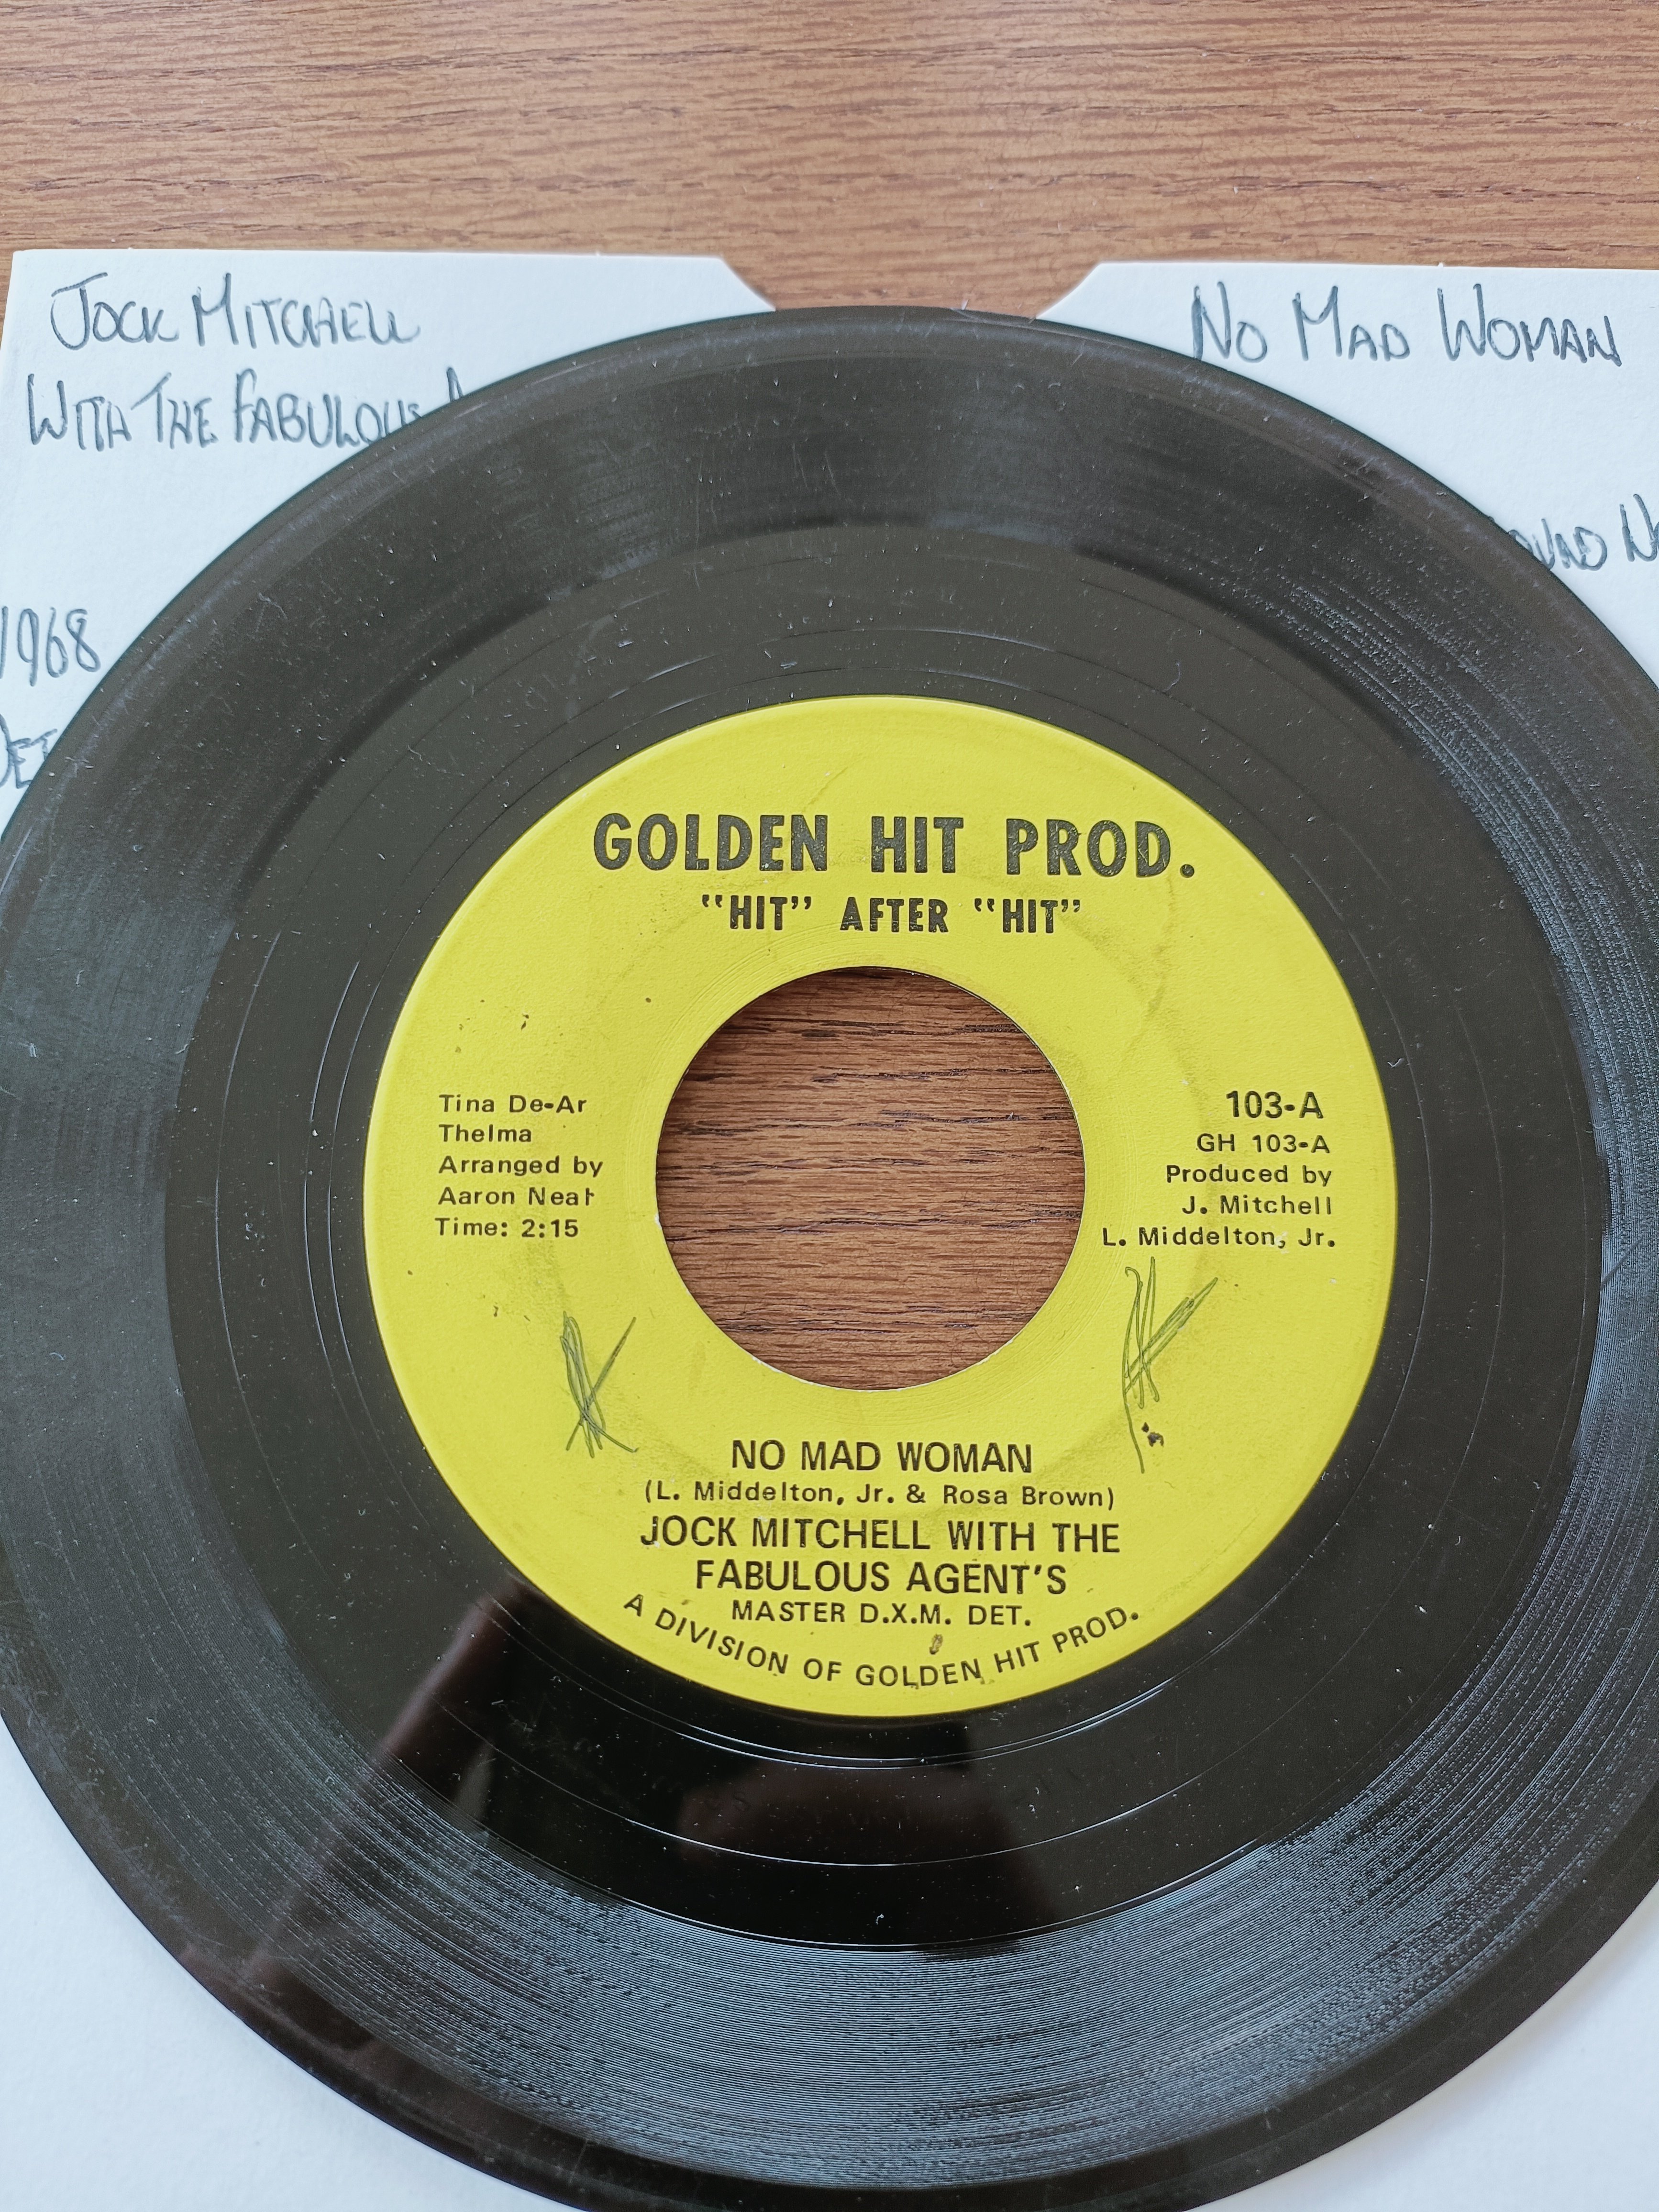 JOCK MITCHELL
WITH THE FABULOUS
1968
NO MAD WOMAN
GOLDEN HIT PROD.
"HIT" AFTER "HIT"
Tina De-Ar
Thelma
Arranged by
Aaron Neal
Time: 2:15
103-A
GH 103-A
Produced by
J. Mitchell
L. Middelton, Jr.
NO MAD WOMAN
(L. Middelton, Jr. & Rosa Brown)
JOCK MITCHELL WITH THE
FABULOUS AGENT'S
MASTER D.X.M. DET.
A DIVISION OF GOLDEN HIT PROD.